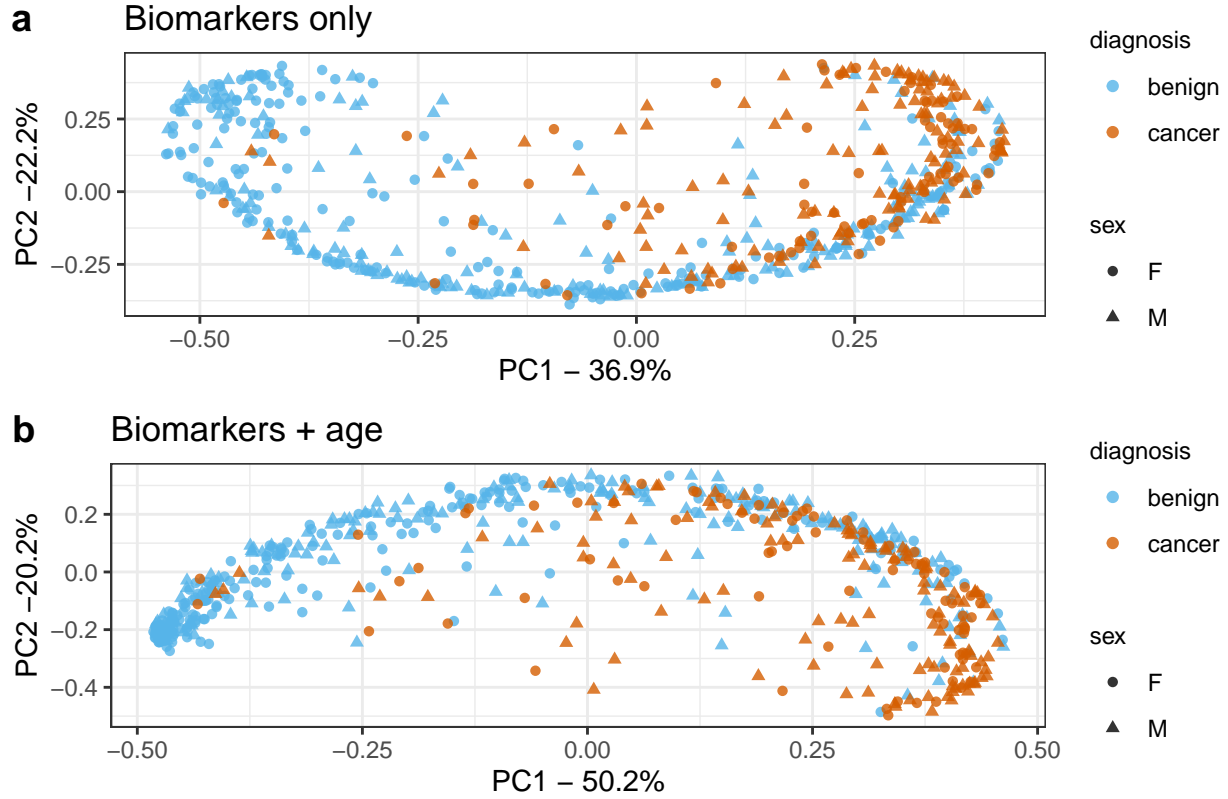 a Biomarkers only
0.25
0.00
−0.25
PC2 −22.2%
−0.50 −0.25 0.00 0.25
PC1 − 36.9%
diagnosis
benign
cancer
sex
F
M
b Biomarkers + age
0.2
0.0
−0.2
−0.4
PC2 −20.2%
−0.50 −0.25 0.00 0.25 0.50
PC1 − 50.2%
diagnosis
benign
cancer
sex
F
M